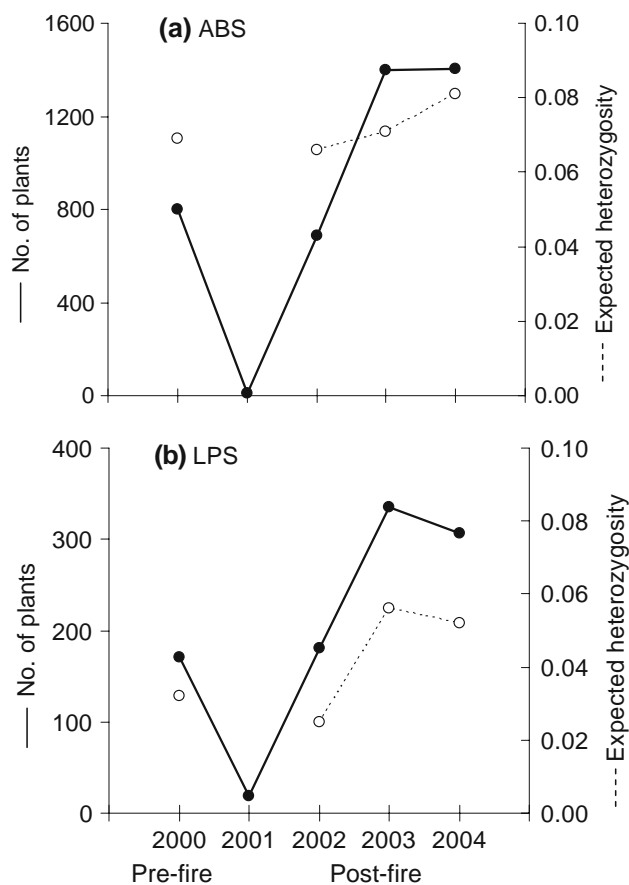 (a) ABS
1600
1200
800
400
0
No. of plants
0.10
0.08
0.06
0.04
0.02
0.00
Expected heterozygosity
(b) LPS
400
300
200
100
0
No. of plants
0.10
0.08
0.06
0.04
0.02
0.00
Expected heterozygosity
2000 2001 2002 2003 2004
Pre-fire Post-fire